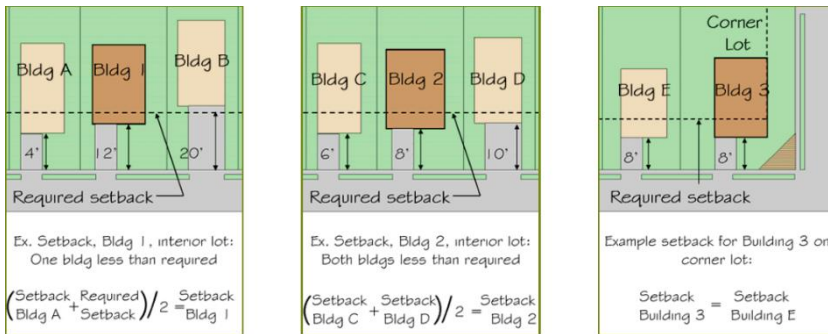 Bldg A
Bldg 1
Bldg B
4'
12'
20'
Required setback
Ex. Setback, Bldg 1, interior lot:
One bldg less than required
(Setback Bldg A + Required Setback)/2 = Setback Bldg 1
Bldg C
Bldg 2
Bldg D
6'
8'
10'
Required setback
Ex. Setback, Bldg 2, interior lot:
Both bldgs less than required
(Setback Bldg C + Setback Bldg D)/2 = Setback Bldg 2
Corner
Lot
Bldg E
Bldg 3
8'
8'
Required setback
Example setback for Building 3 on
corner lot:
Setback Building 3 = Setback Building E